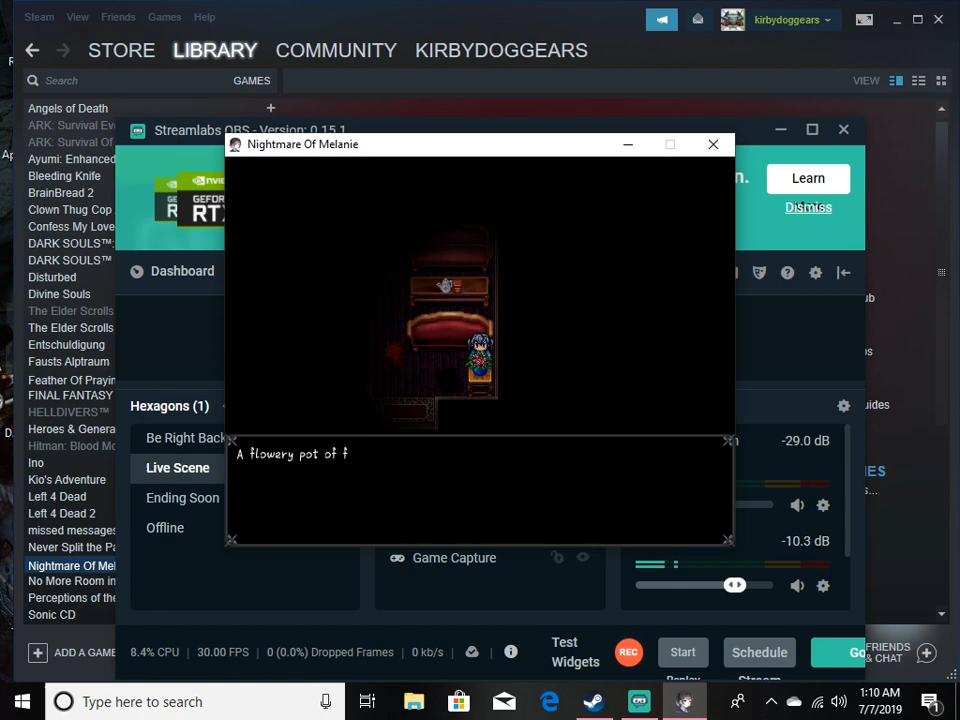 Steam View Friends Games Help
kirbydoggears
STORE LIBRARY COMMUNITY KIRBYDOGGEARS
Search GAMES VIEW
Angels of Death
ARK: Survival Ev
ARK: Survival Of
Ayumi: Enhanced
Bleeding Knife
BrainBread 2
Clown Thug Cop
Confess My Love
DARK SOULS™:
DARK SOULS™
Disturbed
Divine Souls
The Elder Scrolls
The Elder Scrolls
Entschuldigung
Fausts Alptraum
Feather Of Prayin
FINAL FANTASY
HELLDIVERS™
Heroes & Genera
Hitman: Blood Mo
Ino
Kio's Adventure
Left 4 Dead
Left 4 Dead 2
missed messages
Never Split the Pa
Nightmare Of Mel
No More Room in
Perceptions of the
Sonic CD
ADD A GAME
Streamlabs OBS - Version: 0.15.1
n.
Learn
Dismiss
Dashboard
Nightmare Of Melanie
A flowery pot of f
Hexagons (1)
Be Right Back
Live Scene
Ending Soon
Offline
Game Capture
-29.0 dB
-10.3 dB
8.4% CPU 30.00 FPS 0 (0.0%) Dropped Frames 0 kb/s
Test
Widgets
REC
Start
Replay
Schedule
Stream
Go
ub
ps
uides
ES
s...
FRIENDS
& CHAT
Type here to search
1:10 AM
7/7/2019
1